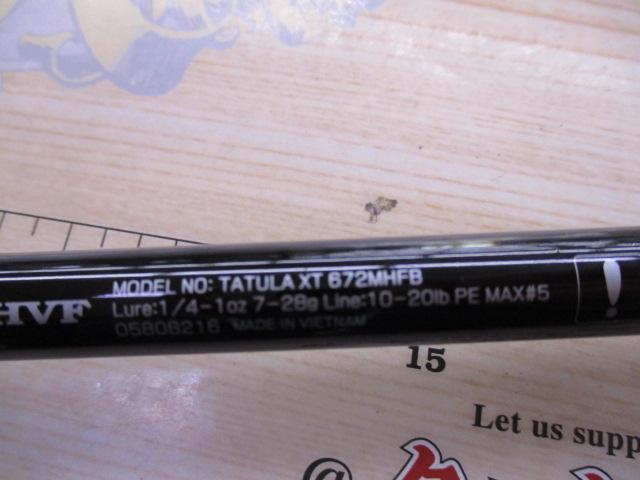 HVF
MODEL NO: TATULA XT 672MHFB
Lure:1/4-1oz 7-28g Line:10-20lb PE MAX#5
05808216 MADE IN VIETNAM
!
15
Let us supp
@